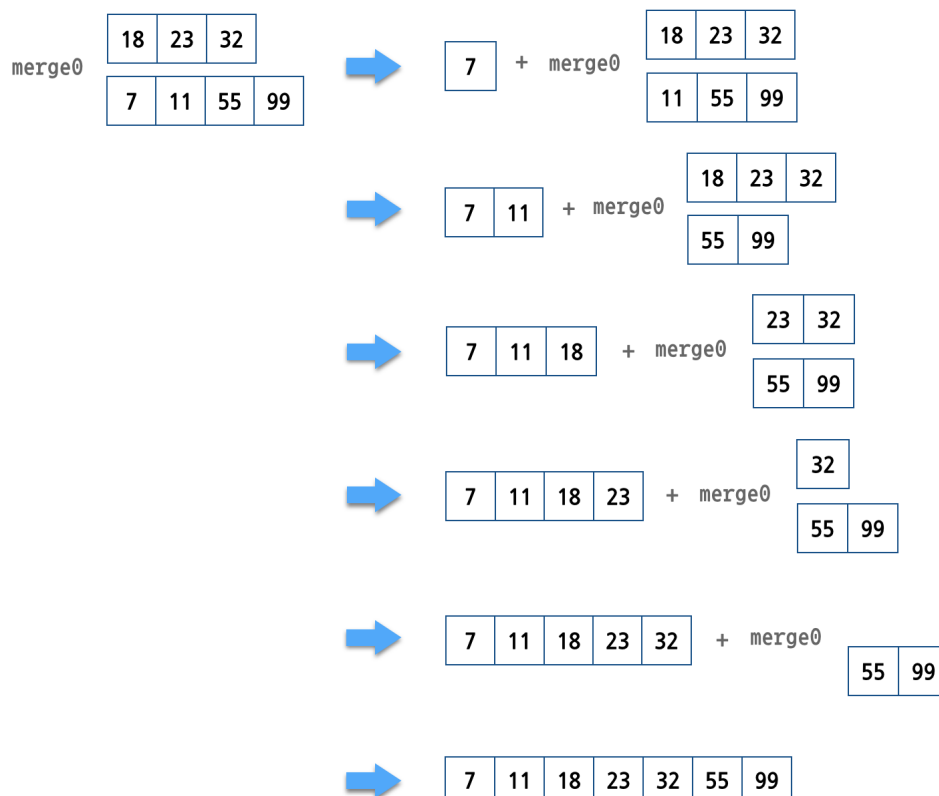 18 23 32
merge0
7 11 55 99
7 + merge0
18 23 32
11 55 99
7 11 + merge0
18 23 32
55 99
7 11 18 + merge0
23 32
55 99
7 11 18 23 + merge0
32
55 99
7 11 18 23 32 + merge0
55 99
7 11 18 23 32 55 99